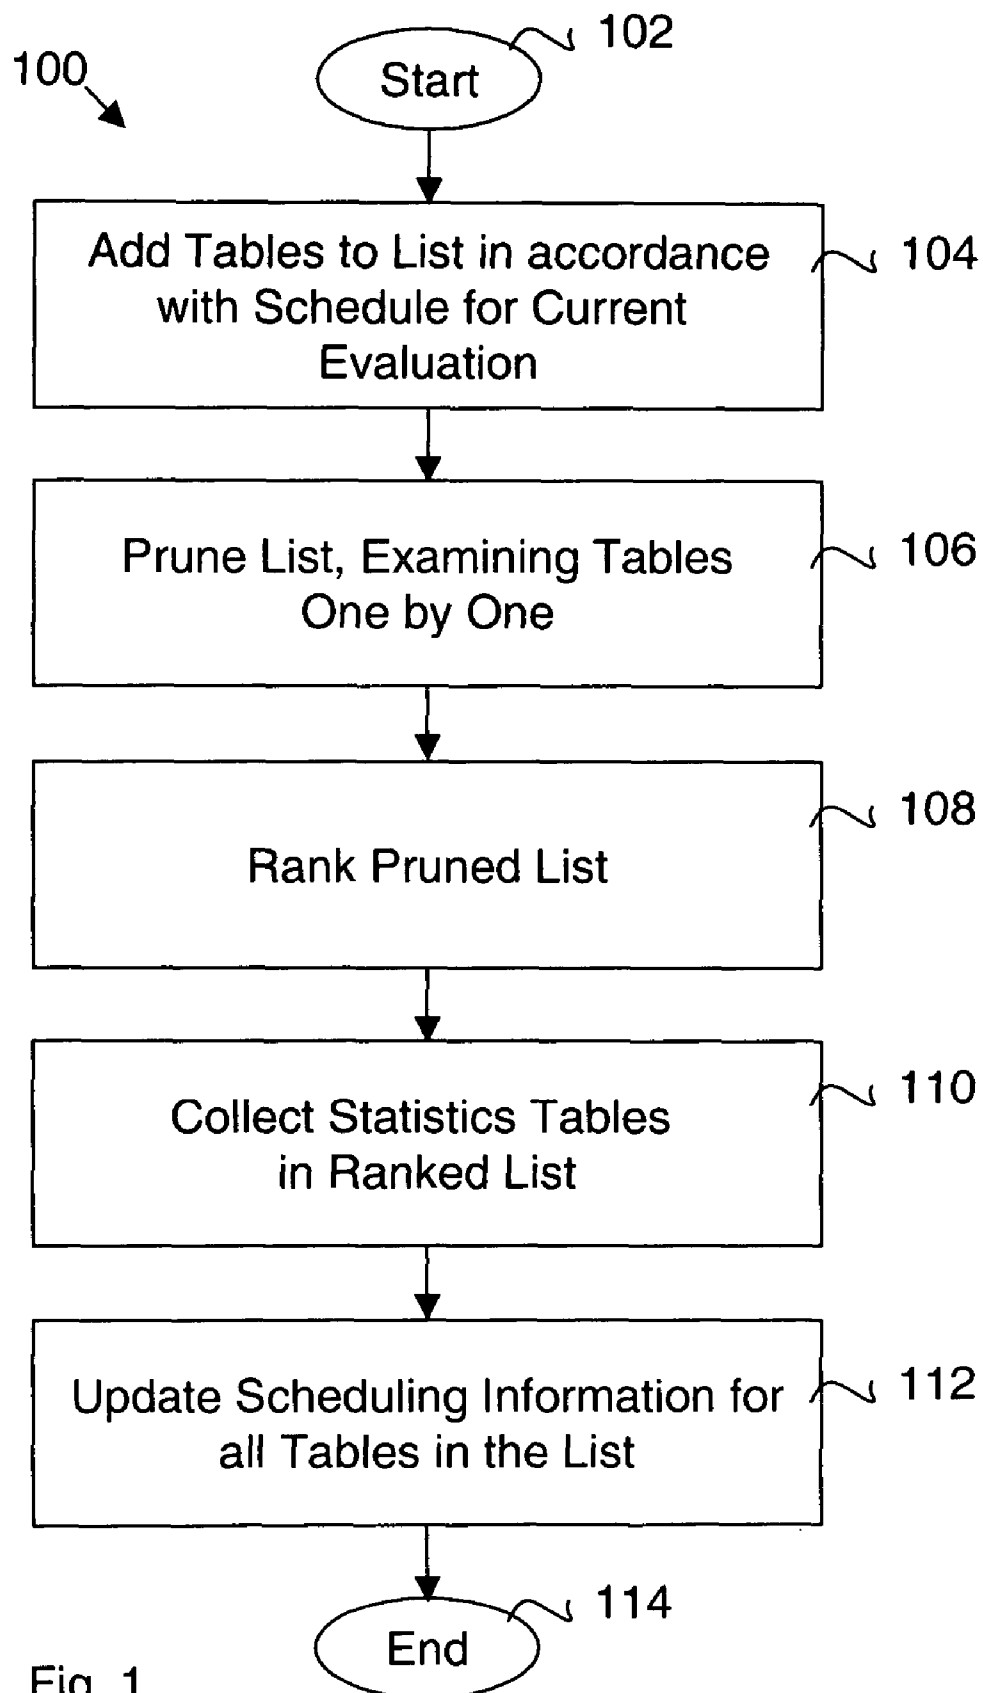 100
Start
102
Add Tables to List in accordance
with Schedule for Current
Evaluation
104
Prune List, Examining Tables
One by One
106
Rank Pruned List
108
Collect Statistics Tables
in Ranked List
110
Update Scheduling Information for
all Tables in the List
112
End
114
Fig. 1